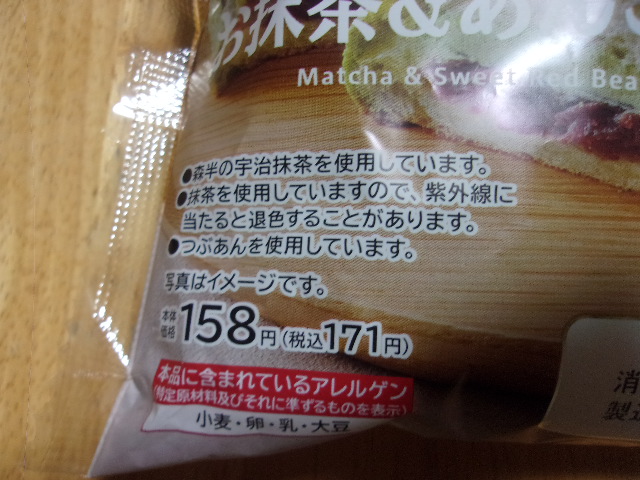 お抹茶&あ
Matcha & Sweet Red Bea
●森半の宇治抹茶を使用しています。
●抹茶を使用していますので、紫外線に
当たると退色することがあります。
●つぶあんを使用しています。
写真はイメージです。
本体価格158円(税込171円)
本品に含まれているアレルゲン
(特定原材料及びそれに準ずるものを表示)
小麦・卵・乳・大豆
消
製造